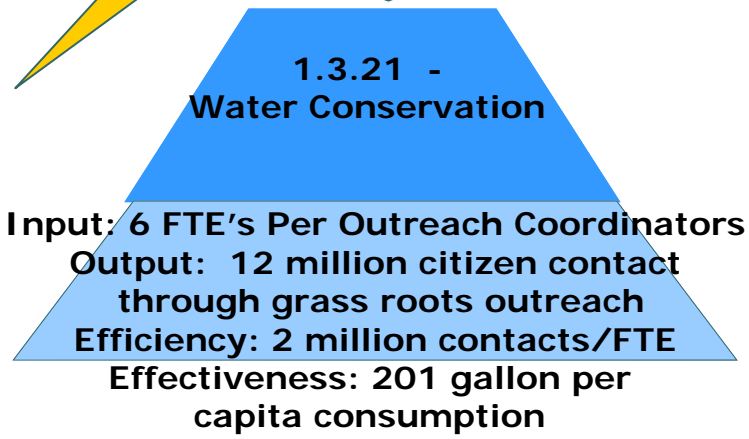 1.3.21 -
Water Conservation
Input: 6 FTE's Per Outreach Coordinators
Output: 12 million citizen contact
through grass roots outreach
Efficiency: 2 million contacts/FTE
Effectiveness: 201 gallon per
capita consumption